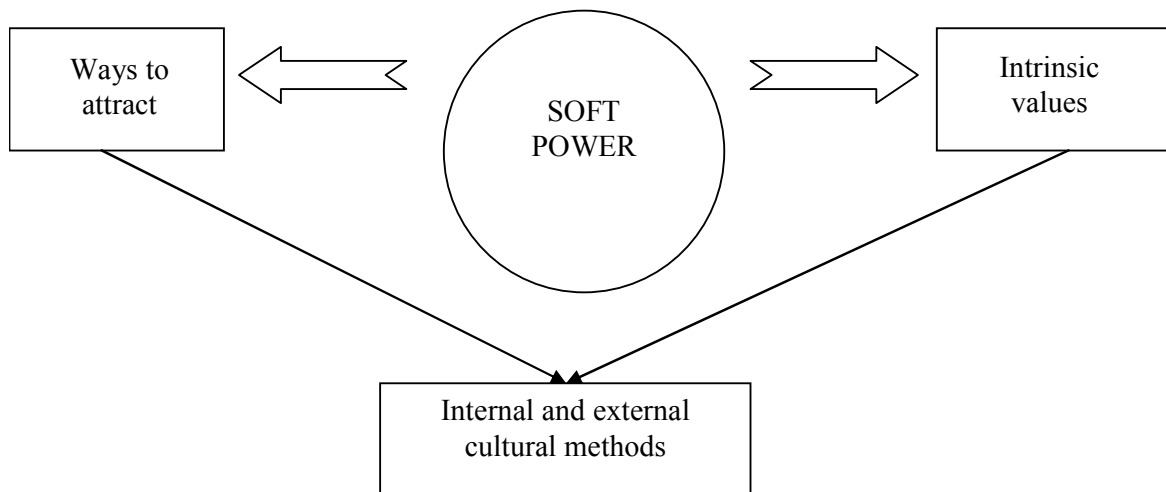 Ways to
attract
SOFT
POWER
Intrinsic
values
Internal and external
cultural methods